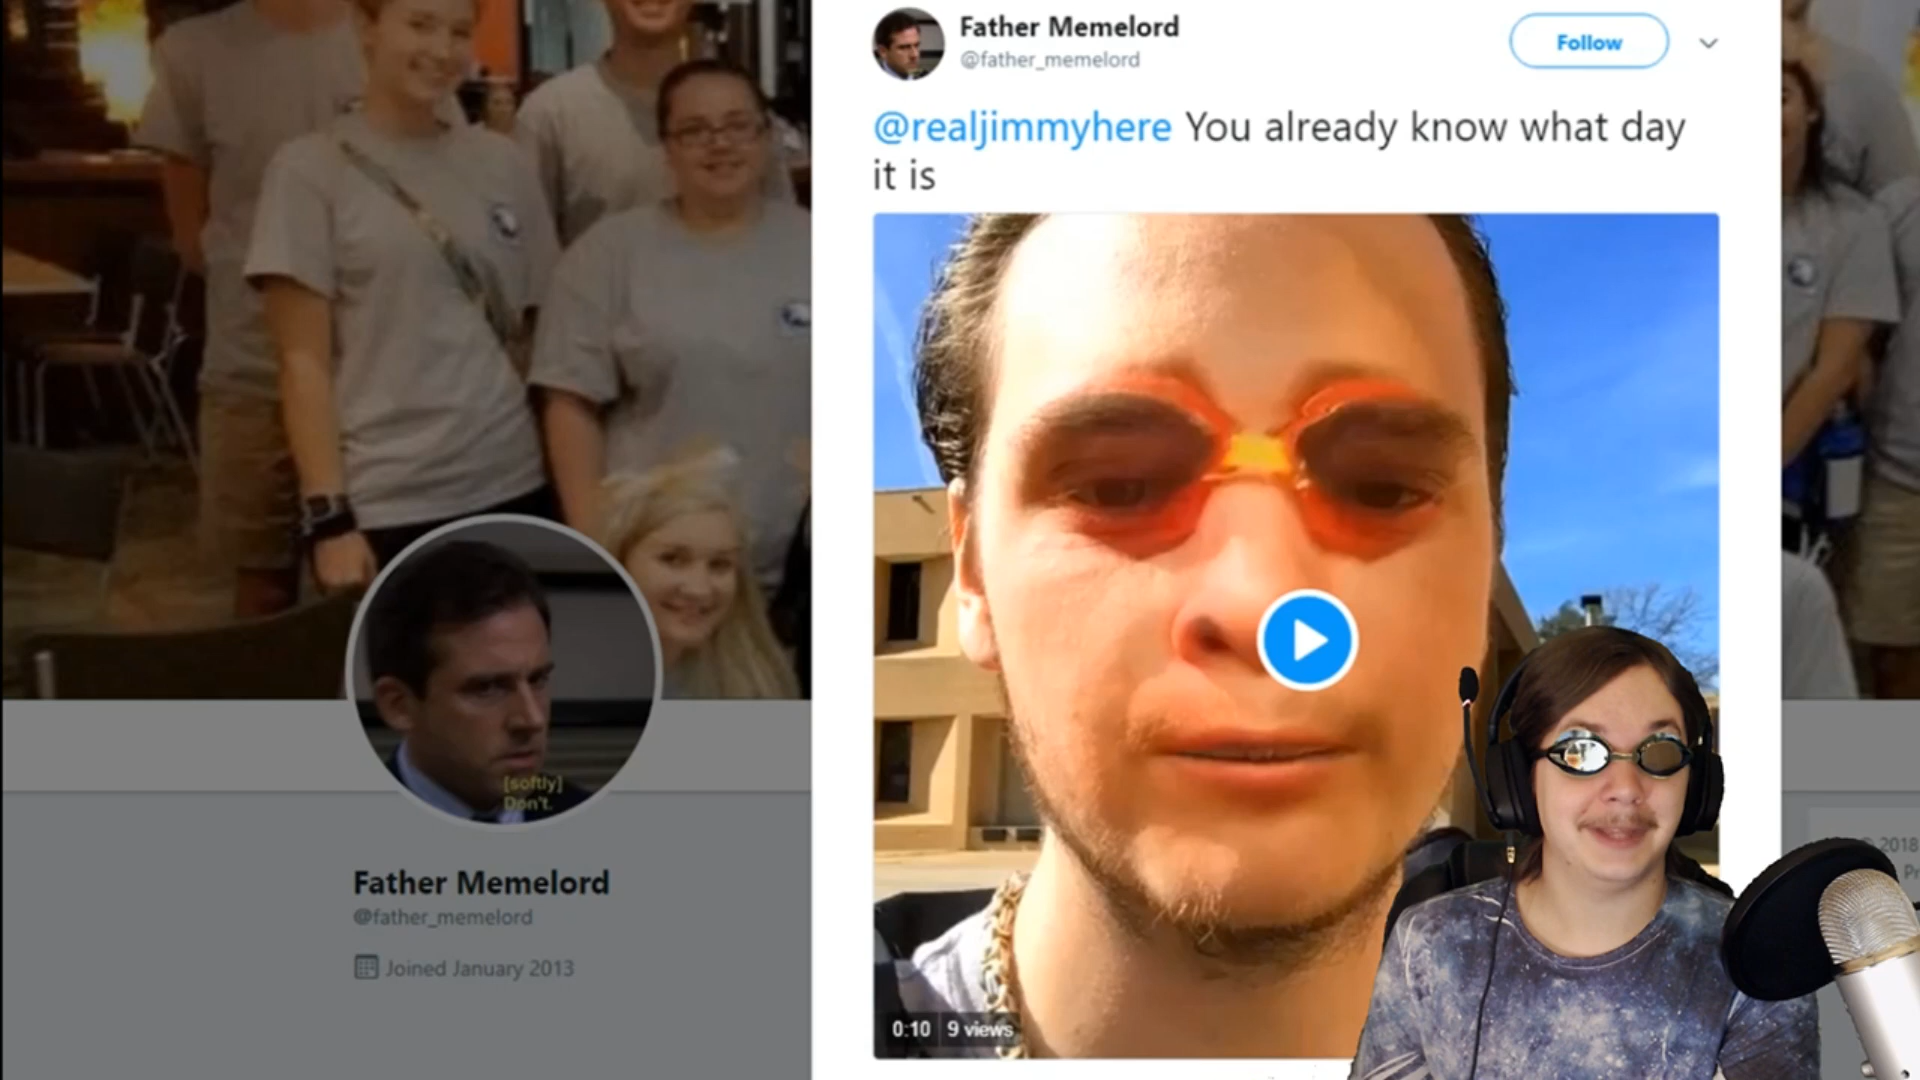 Father Memelord
@father_memelord
Follow
@realjimmyhere You already know what day
it is
[softly]
Don't.
Father Memelord
@father_memelord
Joined January 2013
0:10 9 views
© 2018